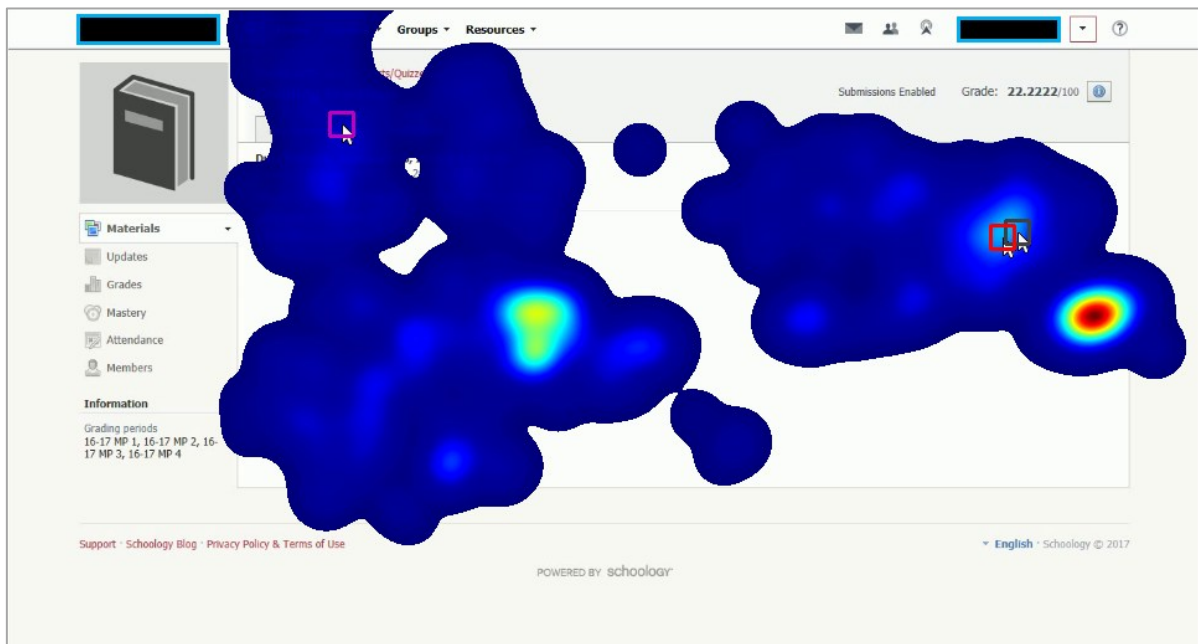 Groups Resources
ts/Quizze
Submissions Enabled Grade: 22.2222/100
Materials
Updates
Grades
Mastery
Attendance
Members
Information
Grading periods
16-17 MP 1, 16-17 MP 2, 16-
17 MP 3, 16-17 MP 4
Support · Schoology Blog · Privacy Policy & Terms of Use English · Schoology © 2017
POWERED BY schoology